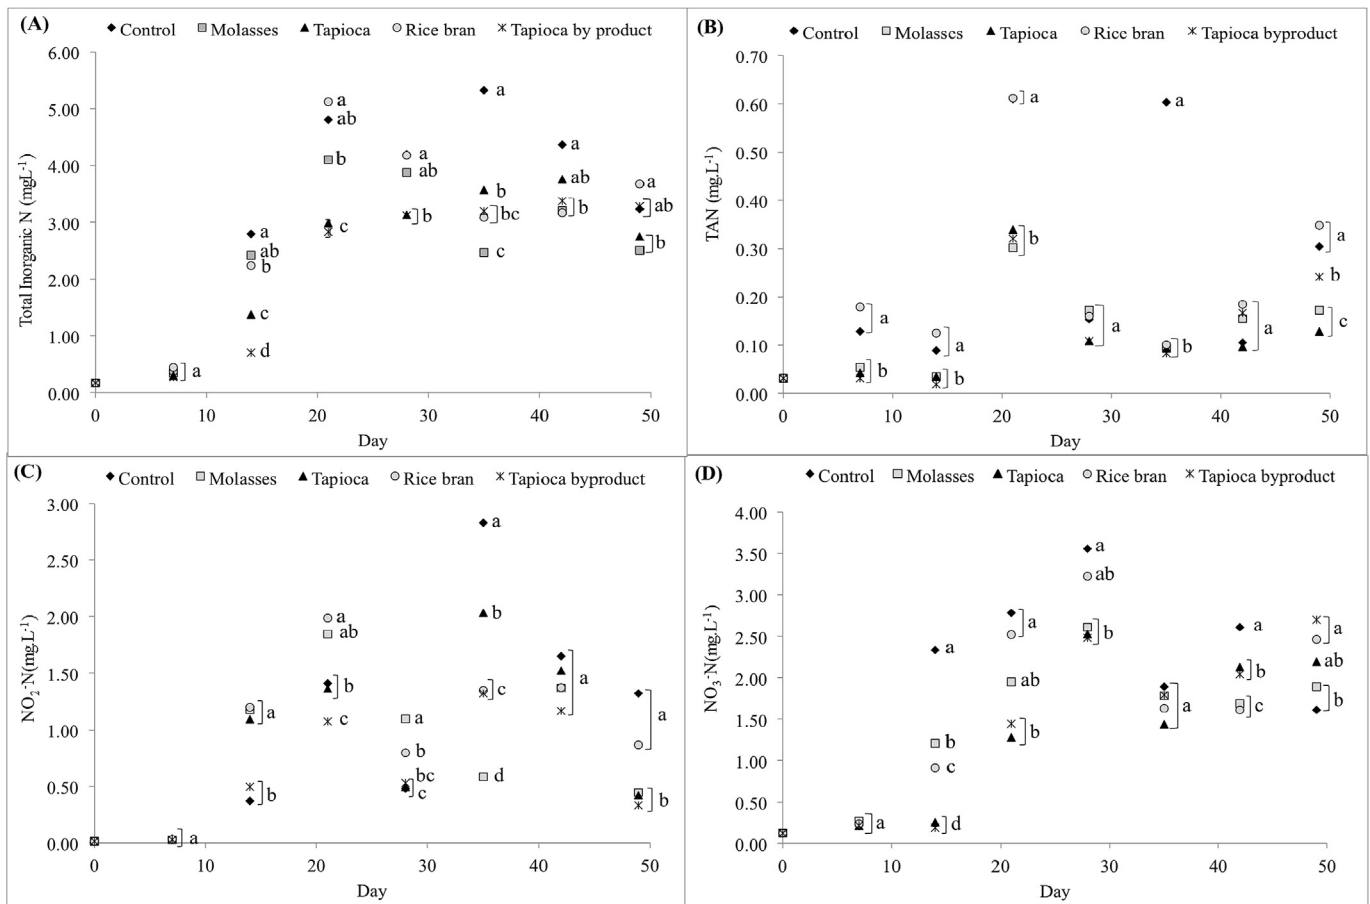 (A)
Control Molasses Tapioca Rice bran Tapioca by product
Total Inorganic N (mg.L-1)
6.00
a
5.00
a
ab
a
4.00
b
a
ab
ab
a
3.00
a
ab
b
c
b
b
bc
c
b
ab
b
2.00
c
1.00
d
a
0.00
0 10 20 30 40 50
Day
(B)
Control Molasses Tapioca Rice bran Tapioca byproduct
TAN (mg.L-1)
0.70
0.60
a
a
0.50
0.40
0.30
b
a
b
0.20
a
a
a
c
0.10
a
b
b
b
0.00
0 10 20 30 40 50
Day
(C)
Control Molasses Tapioca Rice bran Tapioca byproduct
NO2-N(mg.L-1)
3.00
a
2.50
2.00
a
ab
b
1.50
b
a
c
1.00
a
c
a
b
a
0.50
b
bc
c
d
b
0.00
a
0 10 20 30 40 50
Day
(D)
Control Molasses Tapioca Rice bran Tapioca byproduct
NO3-N(mg.L-1)
4.00
3.50
a
ab
3.00
2.50
a
a
b
a
a
2.00
ab
b
ab
1.50
b
a
c
b
1.00
b
c
0.50
a
d
0.00
0 10 20 30 40 50
Day